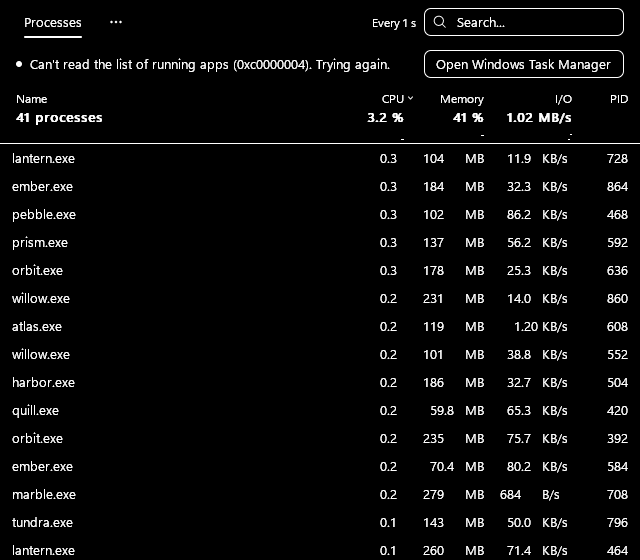 Processes ··· Every 1 s Search...
Can't read the list of running apps (0xc0000004). Trying again. Open Windows Task Manager
Name CPU Memory I/O PID
41 processes 3.2 % 41 % 1.02 MB/s
lantern.exe 0.3 104 MB 11.9 KB/s 728
ember.exe 0.3 184 MB 32.3 KB/s 864
pebble.exe 0.3 102 MB 86.2 KB/s 468
prism.exe 0.3 137 MB 56.2 KB/s 592
orbit.exe 0.3 178 MB 25.3 KB/s 636
willow.exe 0.2 231 MB 14.0 KB/s 860
atlas.exe 0.2 119 MB 1.20 KB/s 608
willow.exe 0.2 101 MB 38.8 KB/s 552
harbor.exe 0.2 186 MB 32.7 KB/s 504
quill.exe 0.2 59.8 MB 65.3 KB/s 420
orbit.exe 0.2 235 MB 75.7 KB/s 392
ember.exe 0.2 70.4 MB 80.2 KB/s 584
marble.exe 0.2 279 MB 684 B/s 708
tundra.exe 0.1 143 MB 50.0 KB/s 796
lantern.exe 0.1 260 MB 71.4 KB/s 464